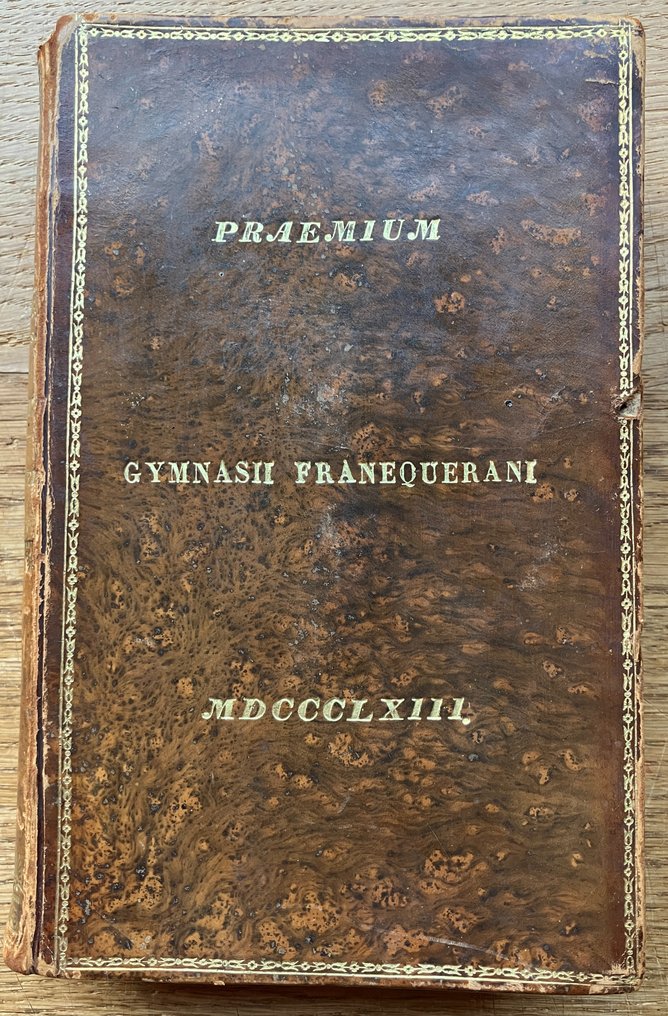 PRAEMIUM
GYMNASII FRANEQUERANI
MDCCCLXIII.